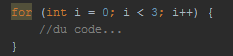 for (int i = 0; i < 3; i++) {
//du code...
}